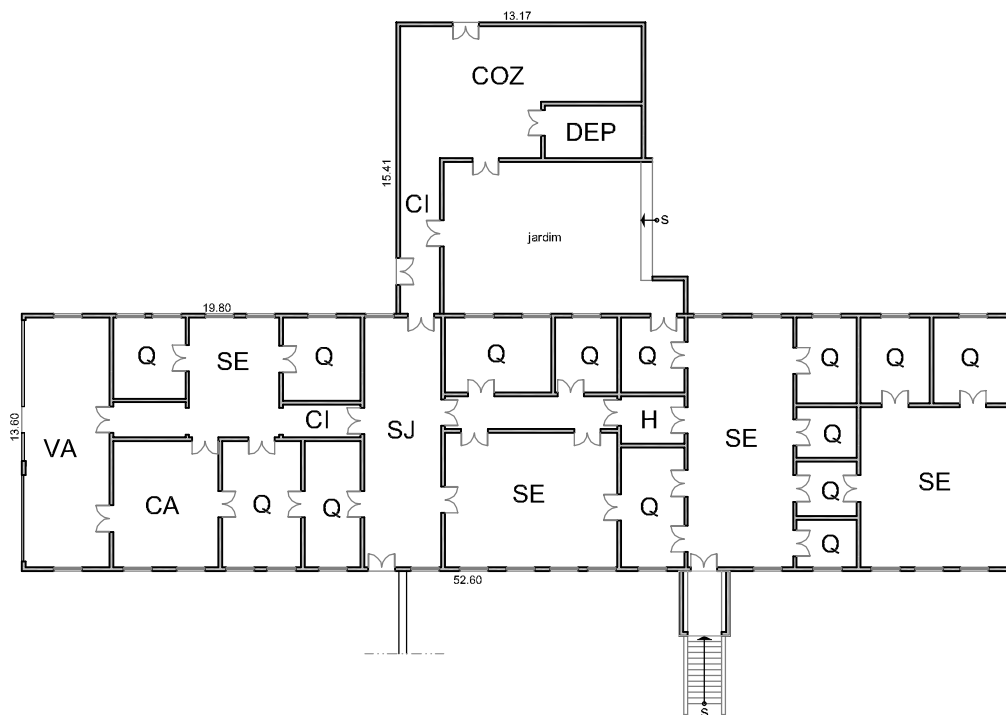 13.17
COZ
DEP
15.41
CI
S
jardim
19.80
Q
SE
Q
Q
Q
Q
Q
Q
Q
13.60
VA
CI
SJ
H
SE
Q
SE
CA
Q
Q
SE
Q
Q
Q
52.60
S